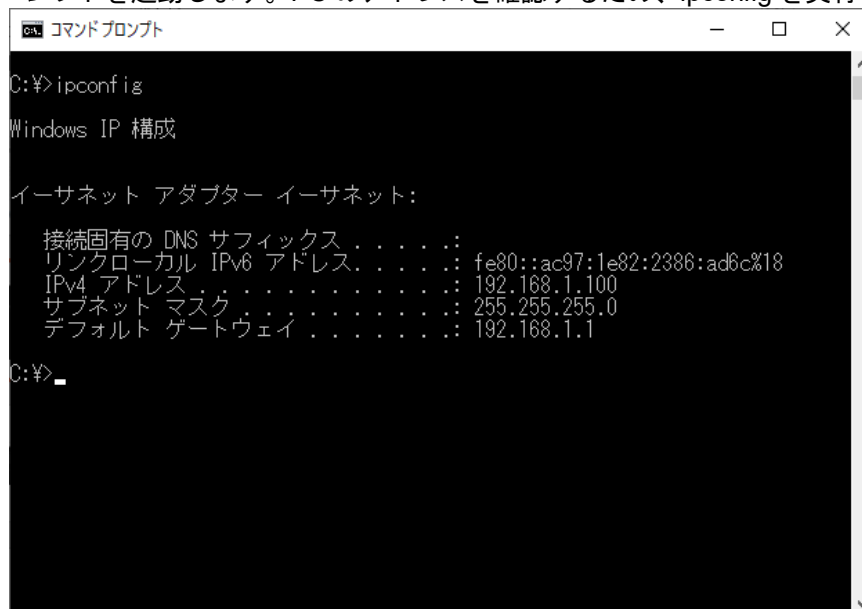 コマンド プロンプト
C:¥>ipconfig
Windows IP 構成
イーサネット アダプター イーサネット:
接続固有の DNS サフィックス . . . . .:
リンクローカル IPv6 アドレス. . . . .: fe80::ac97:1e82:2386:ad6c%18
IPv4 アドレス . . . . . . . . . . . .: 192.168.1.100
サブネット マスク . . . . . . . . . .: 255.255.255.0
デフォルト ゲートウェイ . . . . . . .: 192.168.1.1
C:¥>